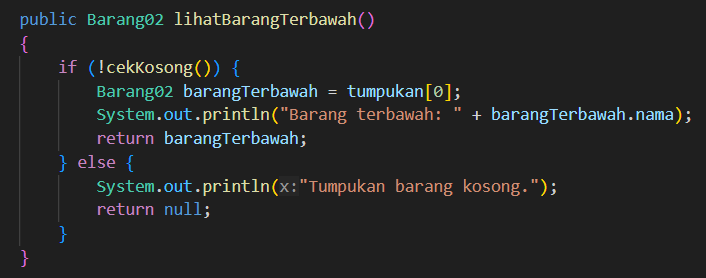 public Barang02 lihatBarangTerbawah()
{
    if (!cekKosong()) {
        Barang02 barangTerbawah = tumpukan[0];
        System.out.println("Barang terbawah: " + barangTerbawah.nama);
        return barangTerbawah;
    } else {
        System.out.println(x:"Tumpukan barang kosong.");
        return null;
    }
}